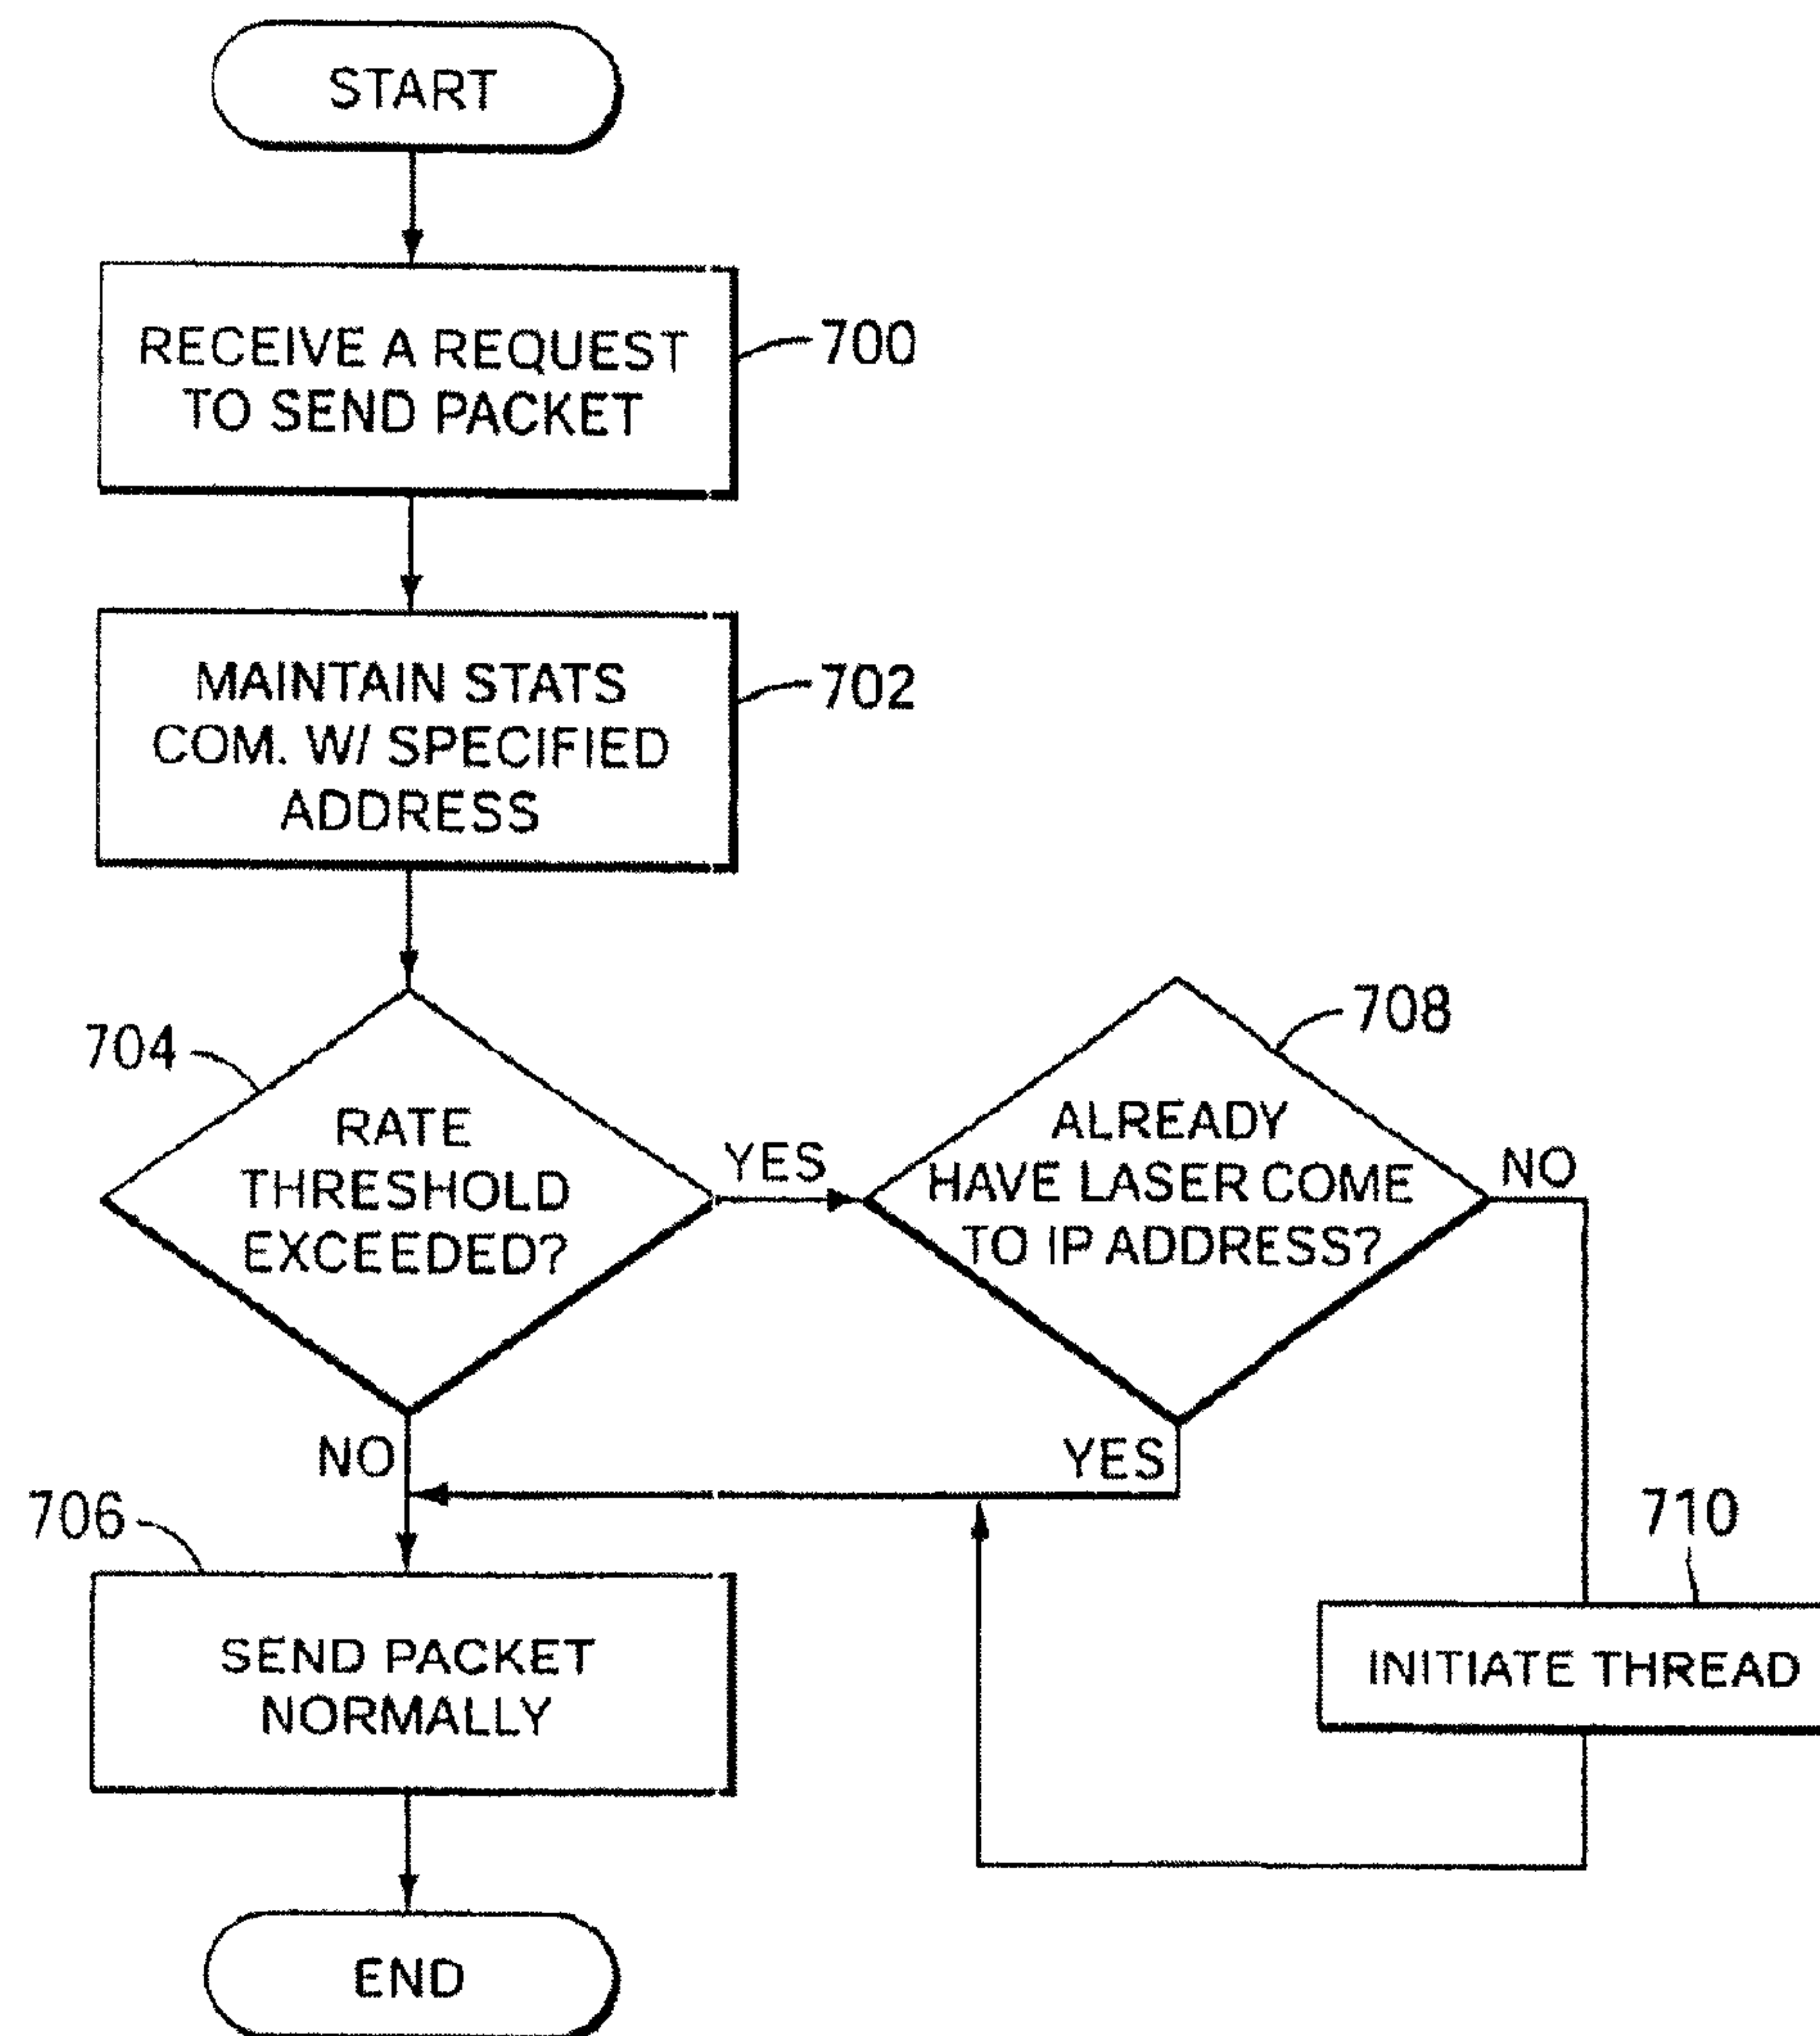 START
RECEIVE A REQUEST
TO SEND PACKET
700
MAINTAIN STATS
COM. W/ SPECIFIED
ADDRESS
702
704
RATE
THRESHOLD
EXCEEDED?
YES
708
ALREADY
HAVE LASER COME
TO IP ADDRESS?
NO
NO
YES
706
SEND PACKET
NORMALLY
710
INITIATE THREAD
END